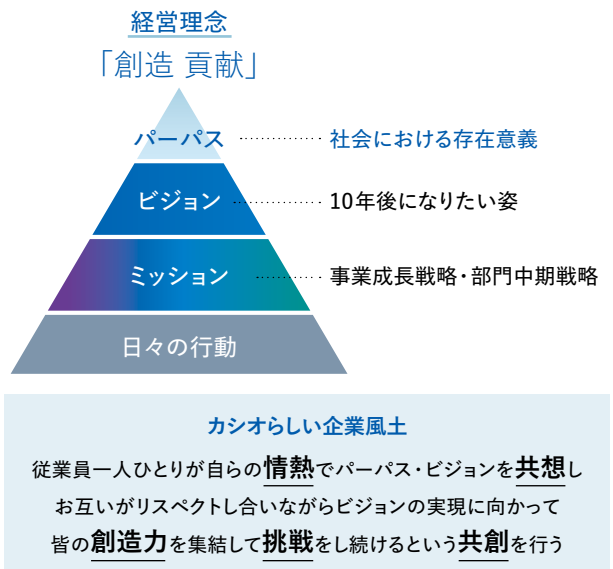 経営理念
「創造 貢献」
パーパス 社会における存在意義
ビジョン 10年後になりたい姿
ミッション 事業成長戦略・部門中期戦略
日々の行動
カシオらしい企業風土
従業員一人ひとりが自らの情熱でパーパス・ビジョンを共想し
お互いがリスペクトし合いながらビジョンの実現に向かって
皆の創造力を集結して挑戦をし続けるという共創を行う